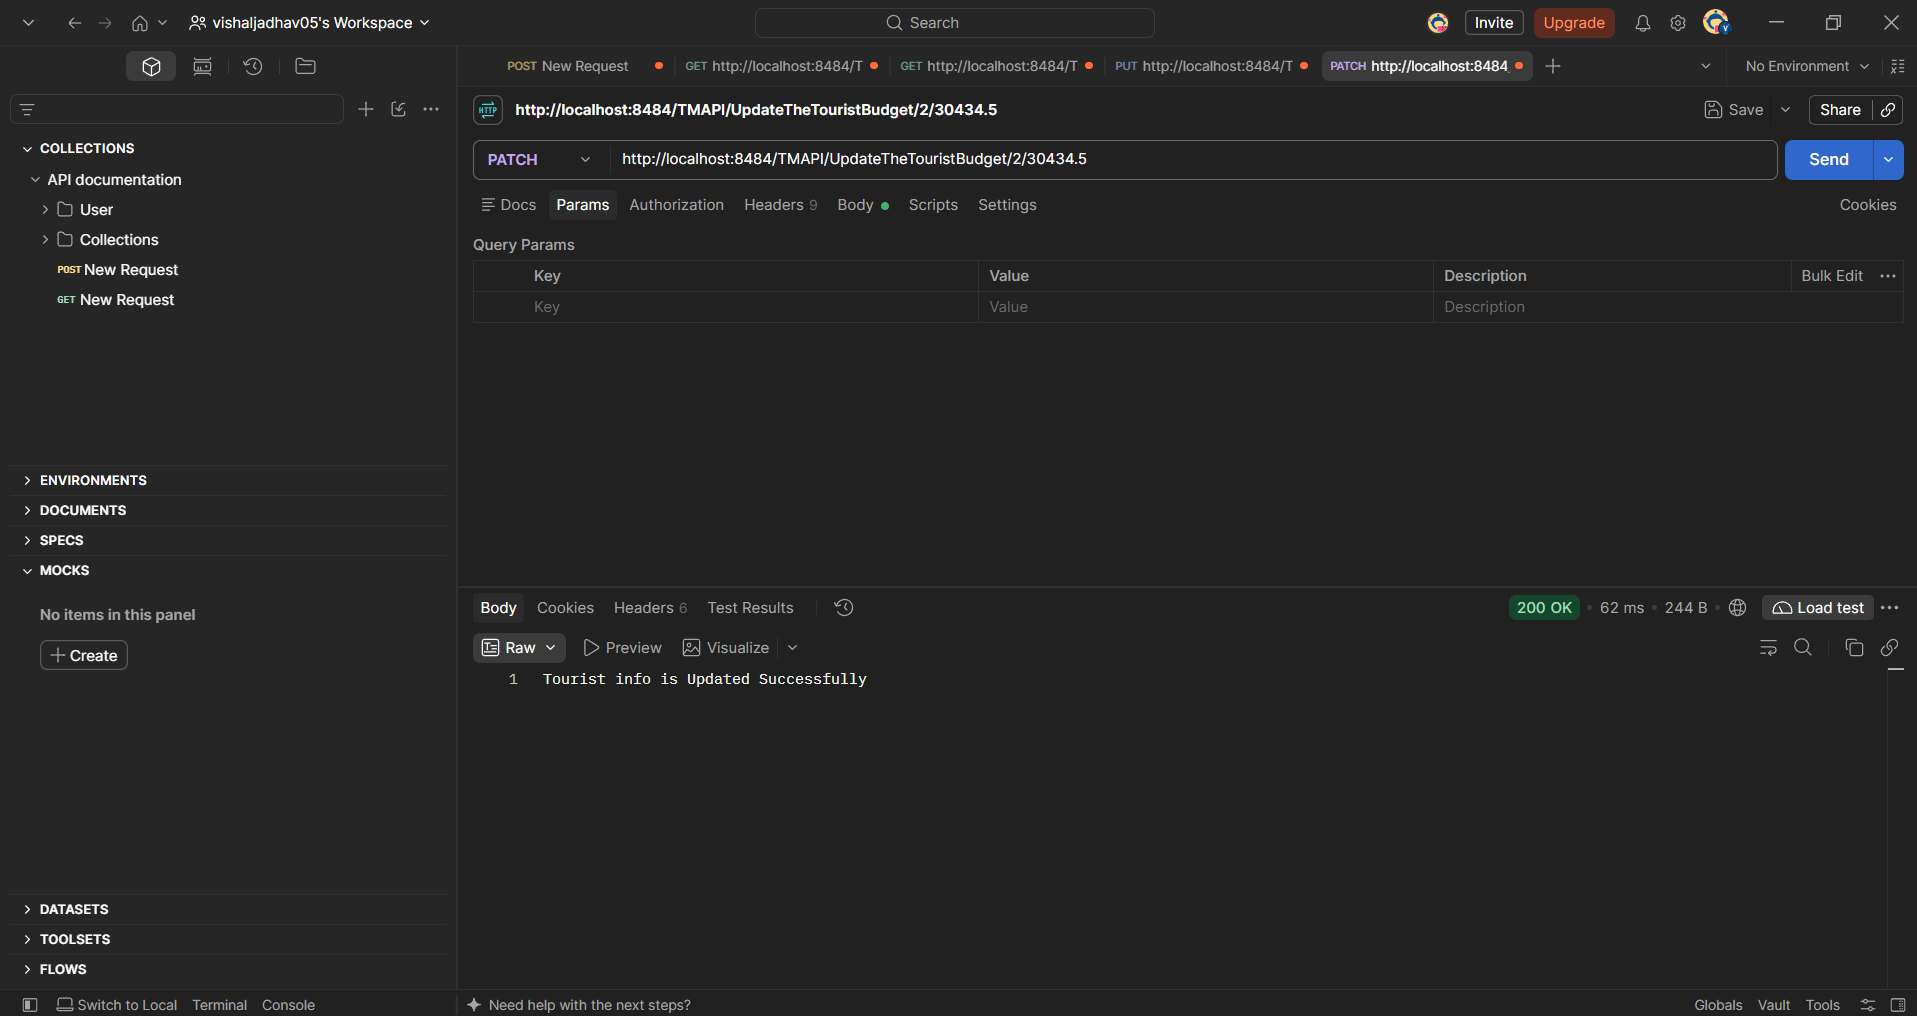 vishaljadhav05's Workspace
Search
Invite
Upgrade
POST New Request
GET http://localhost:8484/T
GET http://localhost:8484/T
PUT http://localhost:8484/T
PATCH http://localhost:8484
No Environment
HTTP http://localhost:8484/TMAPI/UpdateTheTouristBudget/2/30434.5
Save
Share
COLLECTIONS
API documentation
User
Collections
POST New Request
GET New Request
ENVIRONMENTS
DOCUMENTS
SPECS
MOCKS
No items in this panel
Create
DATASETS
TOOLSETS
FLOWS
PATCH http://localhost:8484/TMAPI/UpdateTheTouristBudget/2/30434.5
Send
Docs Params Authorization Headers 9 Body Scripts Settings
Cookies
Query Params
Key Value Description Bulk Edit
Key Value Description
Body Cookies Headers 6 Test Results
200 OK 62 ms 244 B Load test
Raw Preview Visualize
1 Tourist info is Updated Successfully
Switch to Local Terminal Console
Need help with the next steps?
Globals Vault Tools